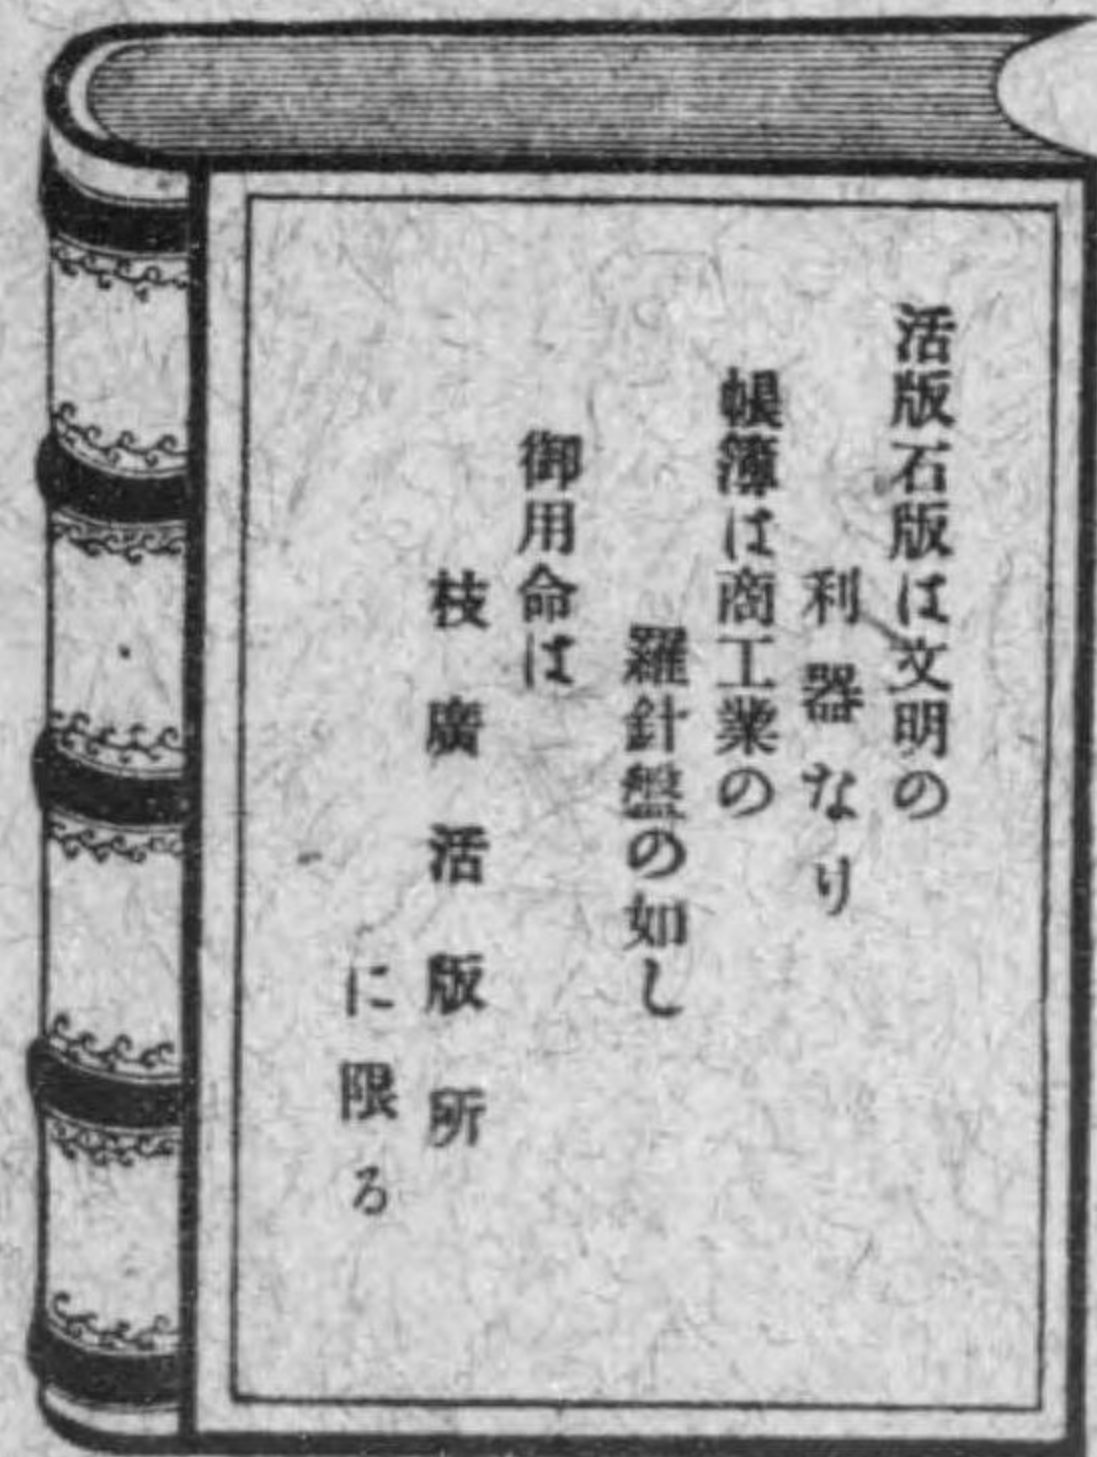 活版石版は文明の
利器なり
帳簿は商工業の
羅針盤の如し
御用命は
枝廣活版所
に限る